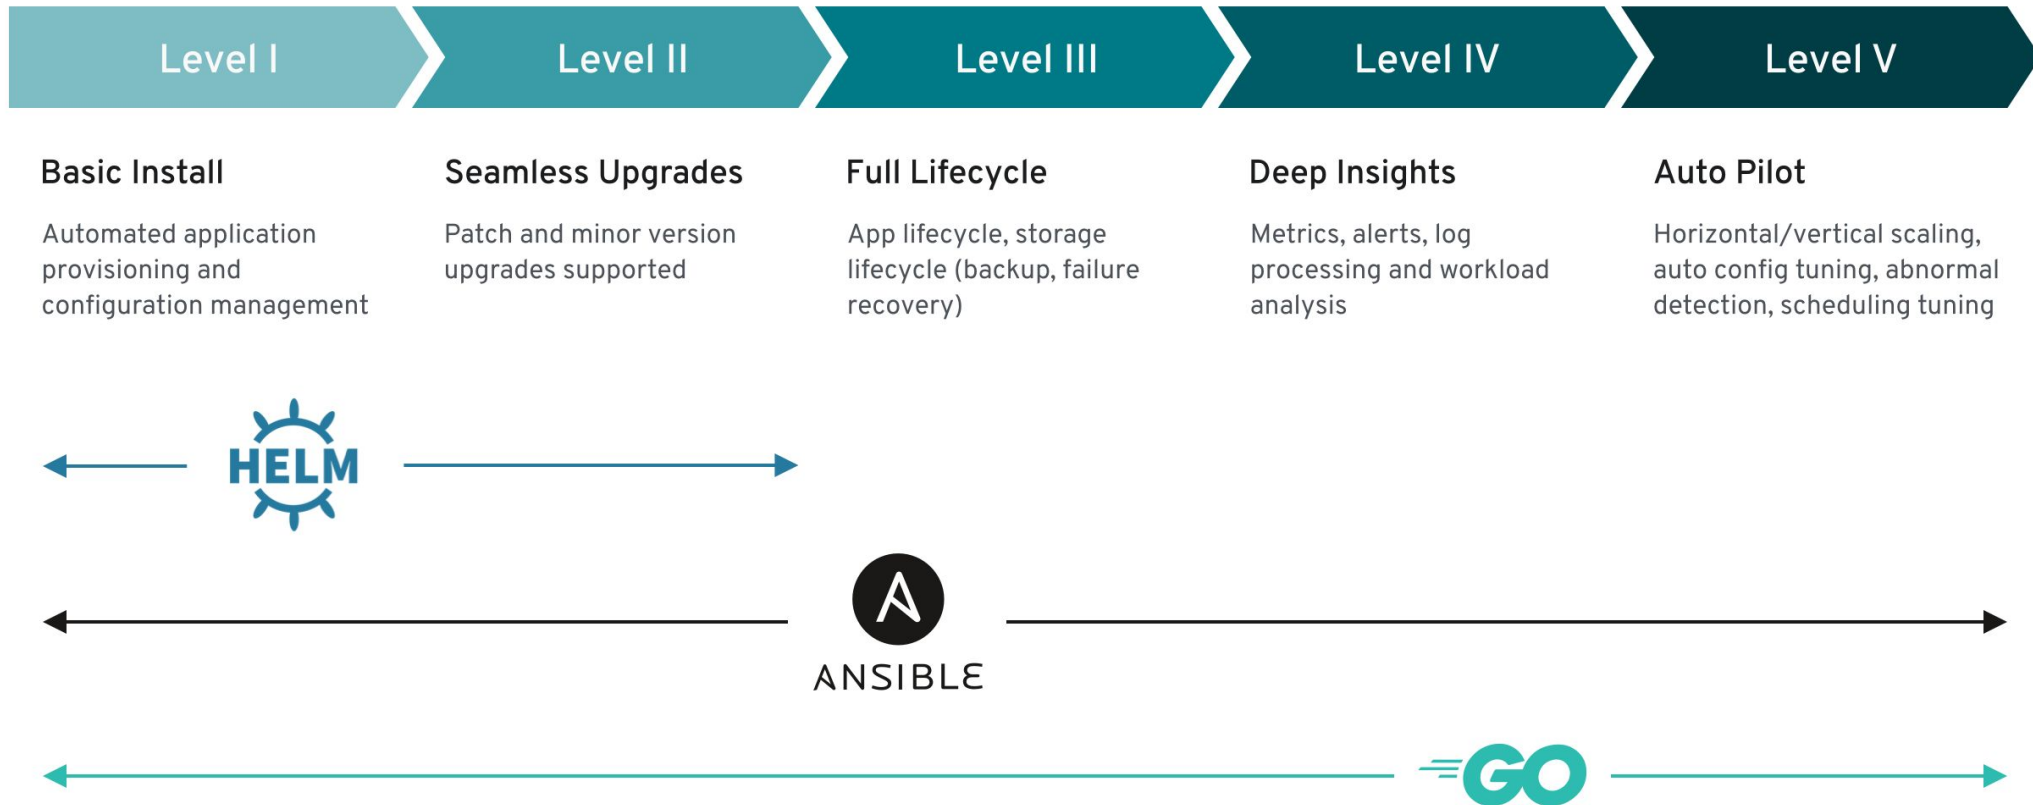 Level I
Level II
Level III
Level IV
Level V
Basic Install
Automated application
provisioning and
configuration management
Seamless Upgrades
Patch and minor version
upgrades supported
Full Lifecycle
App lifecycle, storage
lifecycle (backup, failure
recovery)
Deep Insights
Metrics, alerts, log
processing and workload
analysis
Auto Pilot
Horizontal/vertical scaling,
auto config tuning, abnormal
detection, scheduling tuning
HELM
A
ANSIBLE
GO